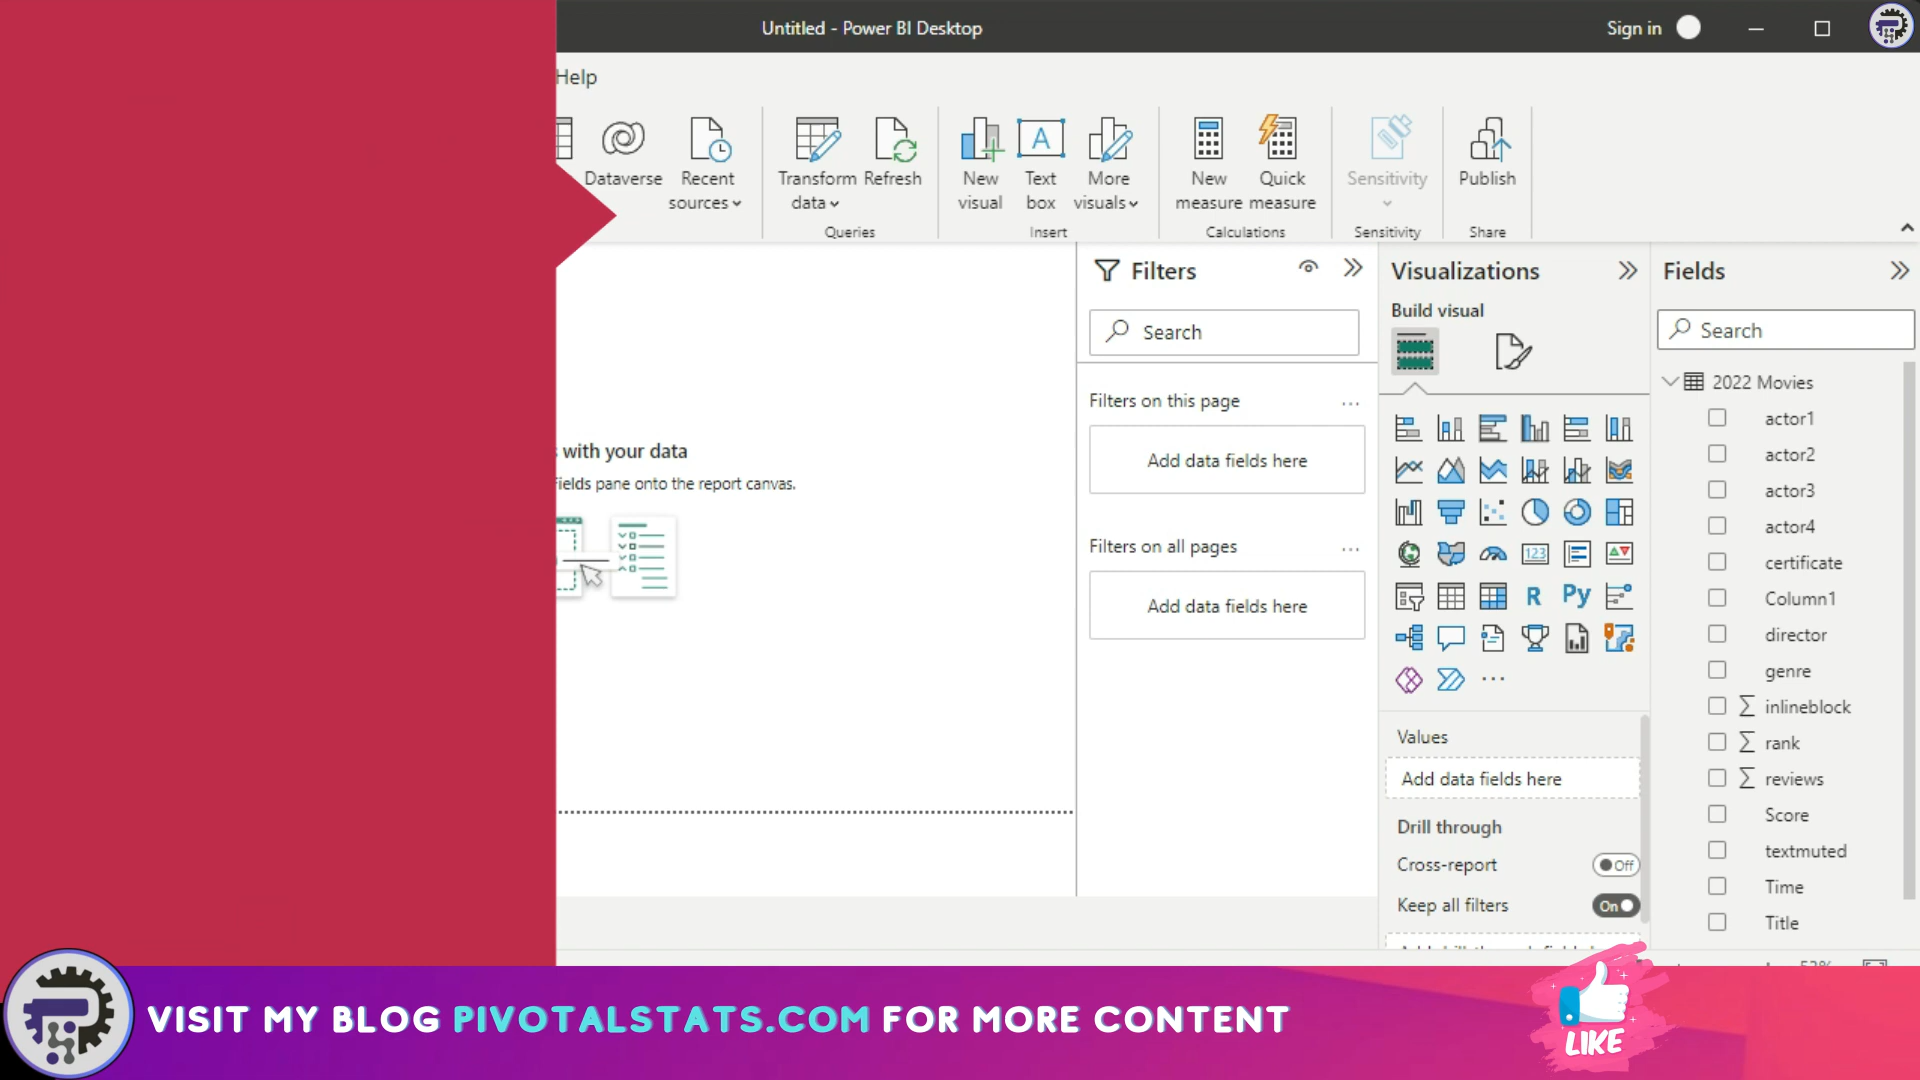 Untitled - Power BI Desktop
Sign in
Help
Dataverse
Recent
sources
Transform
data
Refresh
Queries
New
visual
Text
box
More
visuals
Insert
New
measure
Quick
measure
Calculations
Sensitivity
Sensitivity
Publish
Share
Filters
Search
Filters on this page
Add data fields here
Filters on all pages
Add data fields here
Visualizations
Build visual
123
R
Py
Values
Add data fields here
Drill through
Cross-report
Off
Keep all filters
On
Fields
Search
2022 Movies
actor1
actor2
actor3
actor4
certificate
Column1
director
genre
∑ inlineblock
∑ rank
∑ reviews
Score
textmuted
Time
Title
with your data
ields pane onto the report canvas.
VISIT MY BLOG PIVOTALSTATS.COM FOR MORE CONTENT
LIKE